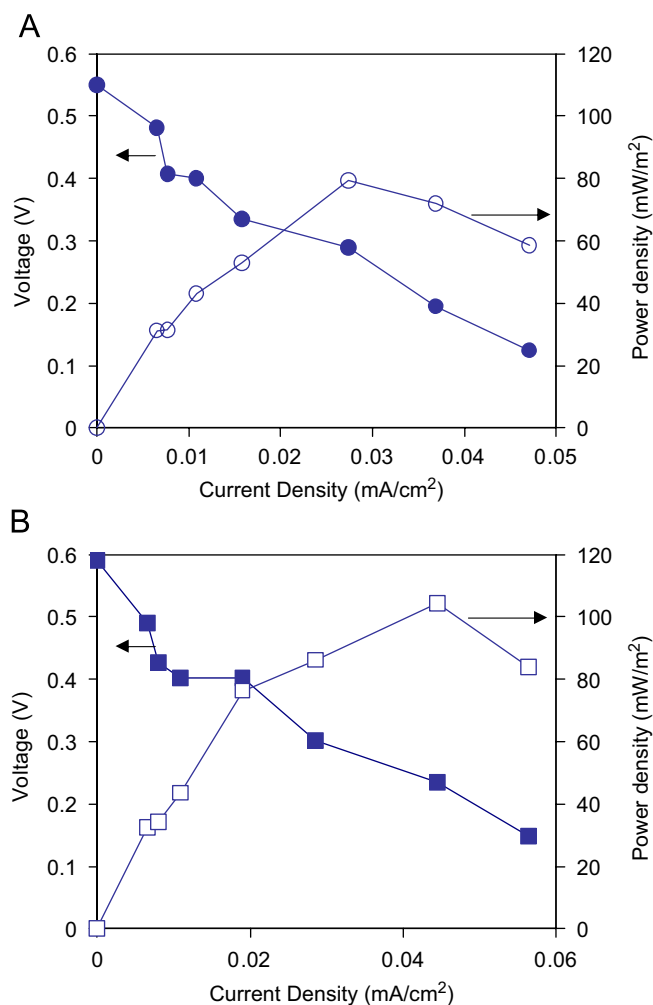 A
0.6
0.5
0.4
0.3
0.2
0.1
0
Voltage (V)
120
100
80
60
40
20
0
Power density (mW/m²)
0 0.01 0.02 0.03 0.04 0.05
Current Density (mA/cm²)
B
0.6
0.5
0.4
0.3
0.2
0.1
0
Voltage (V)
120
100
80
60
40
20
0
Power density (mW/m²)
0 0.02 0.04 0.06
Current Density (mA/cm²)